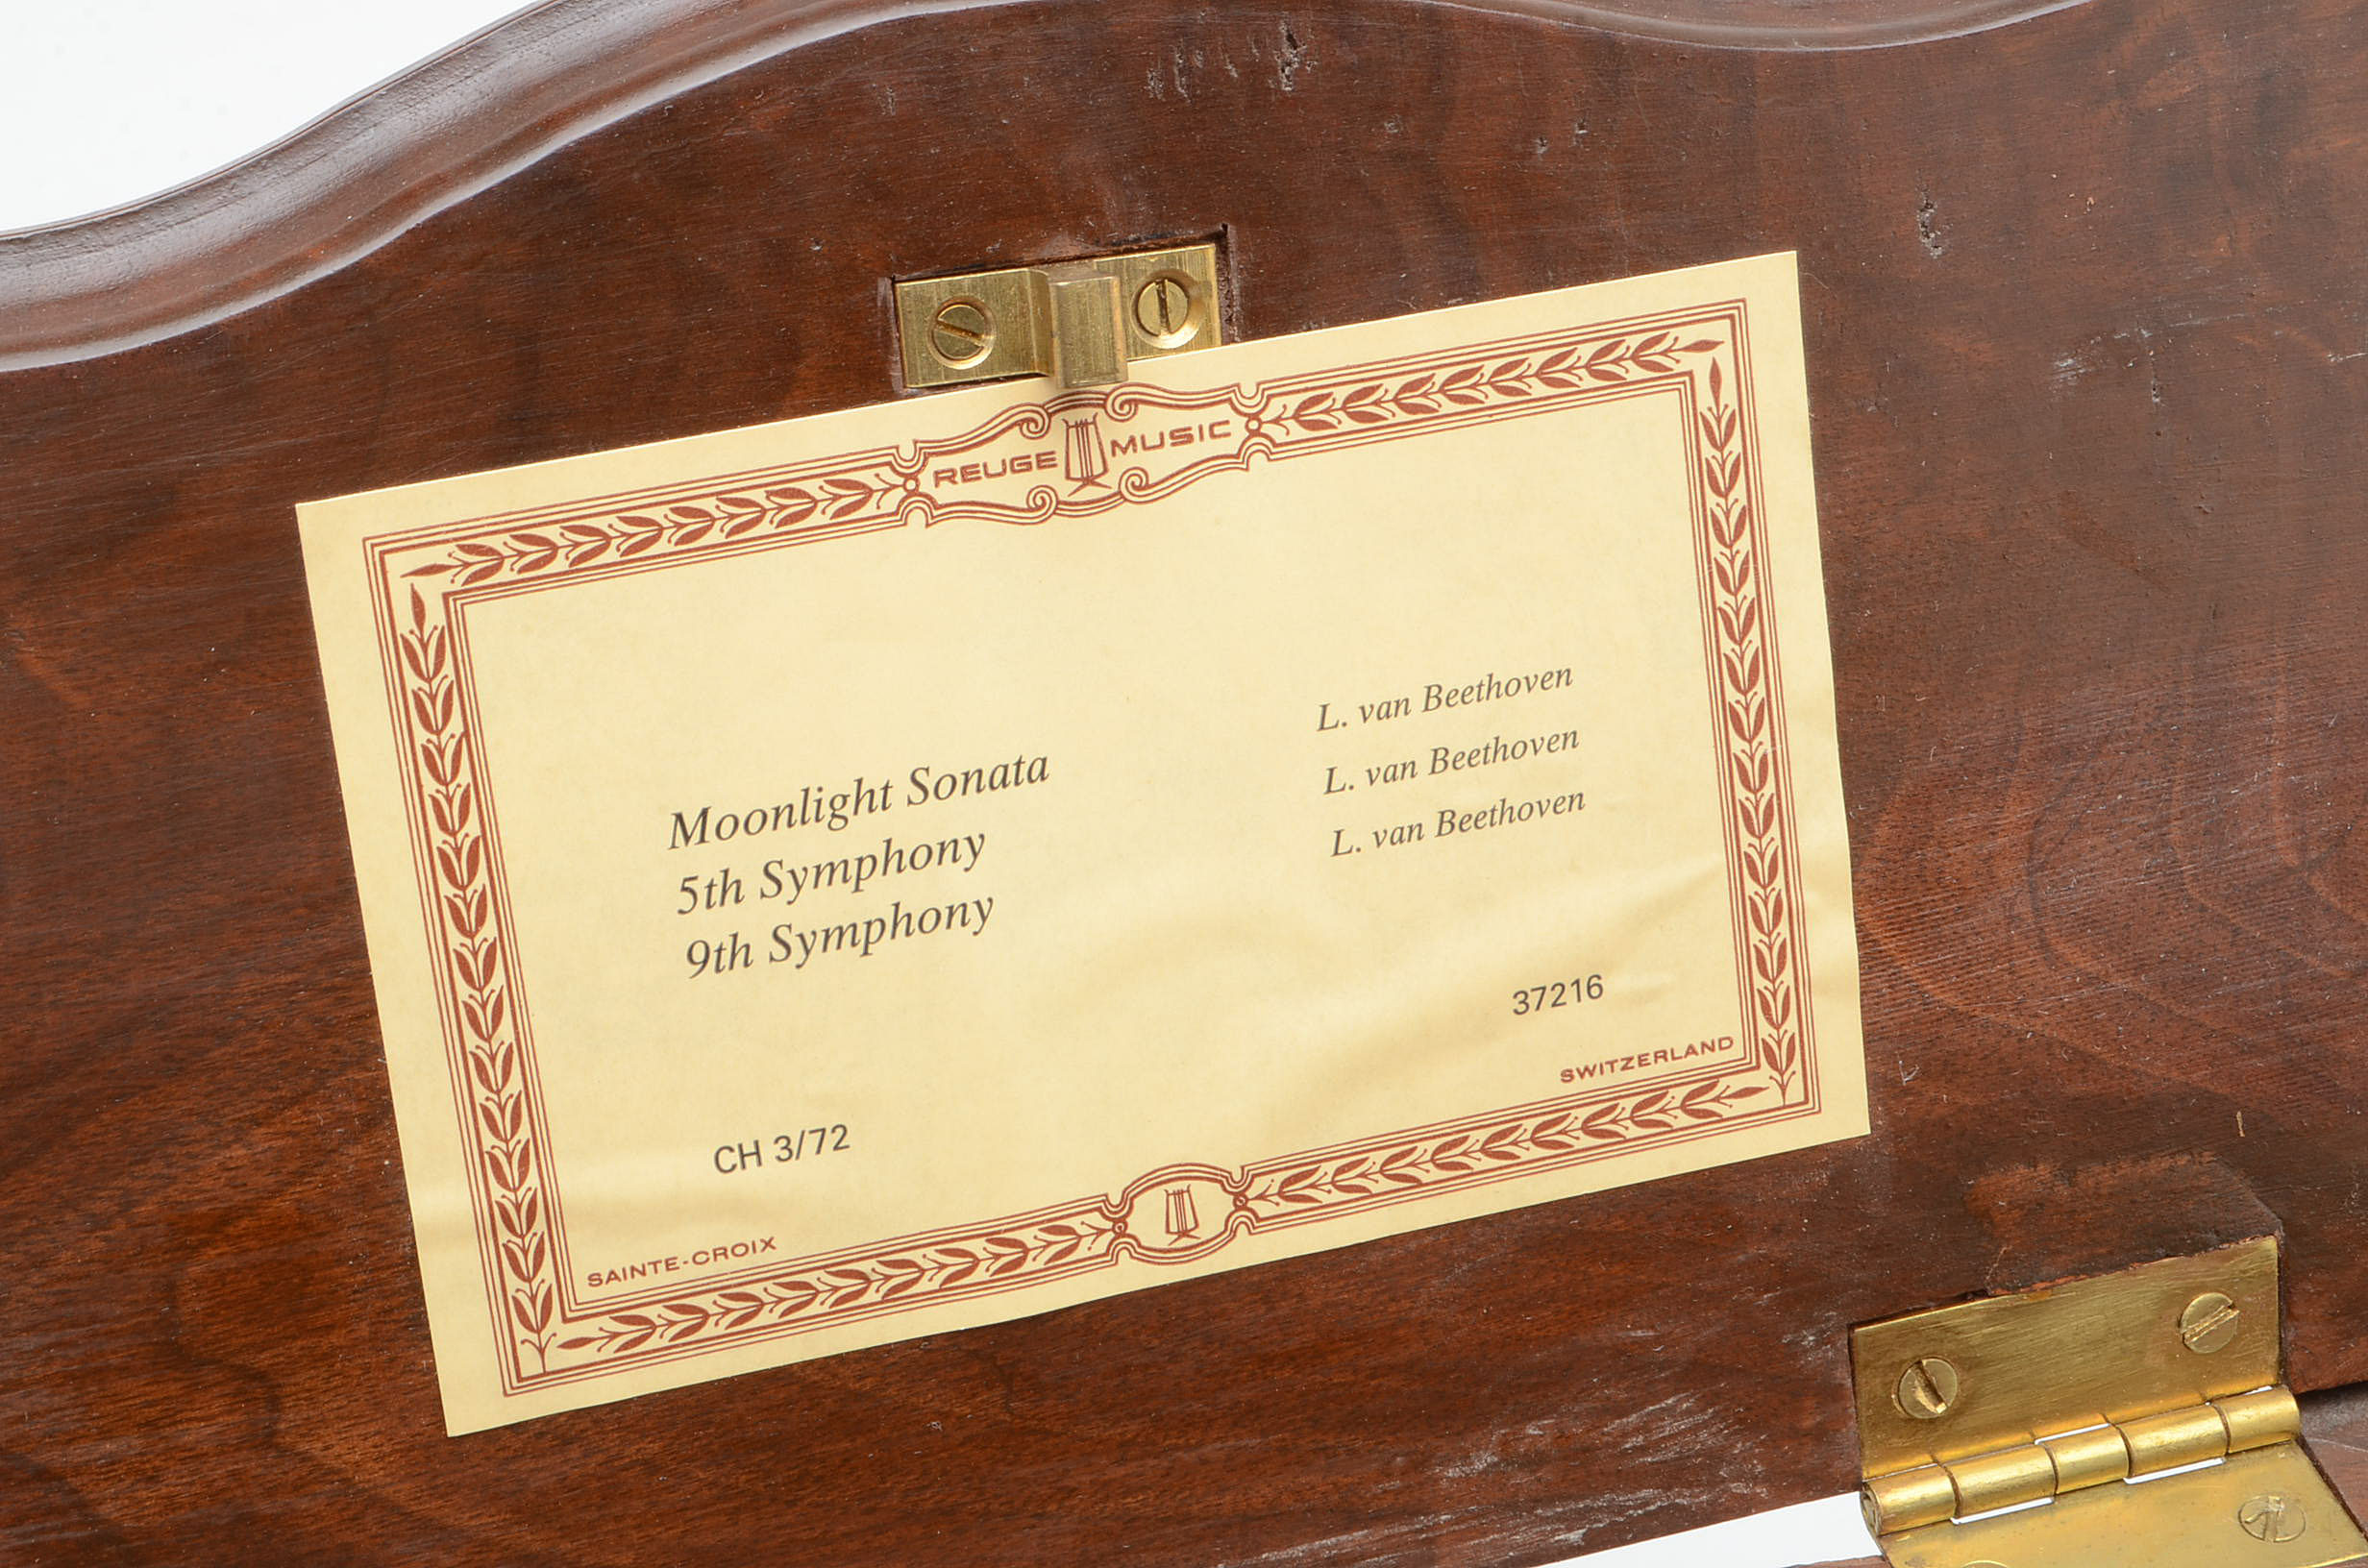 REUGE MUSIC
Moonlight Sonata L. van Beethoven
5th Symphony L. van Beethoven
9th Symphony L. van Beethoven
37216
CH 3/72
SAINTE-CROIX SWITZERLAND